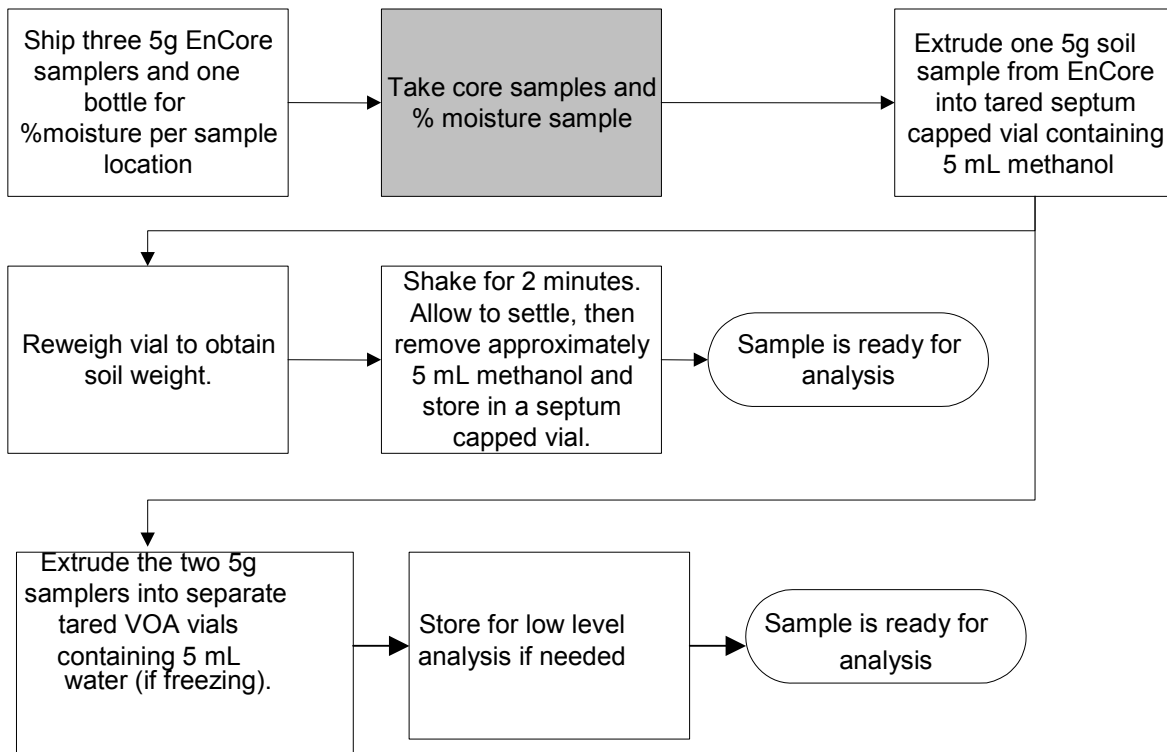 Ship three 5g EnCore
samplers and one
bottle for
%moisture per sample
location
Take core samples and
% moisture sample
Extrude one 5g soil
sample from EnCore
into tared septum
capped vial containing
5 mL methanol
Reweigh vial to obtain
soil weight.
Shake for 2 minutes.
Allow to settle, then
remove approximately
5 mL methanol and
store in a septum
capped vial.
Sample is ready for
analysis
Extrude the two 5g
samplers into separate
tared VOA vials
containing 5 mL
water (if freezing).
Store for low level
analysis if needed
Sample is ready for
analysis